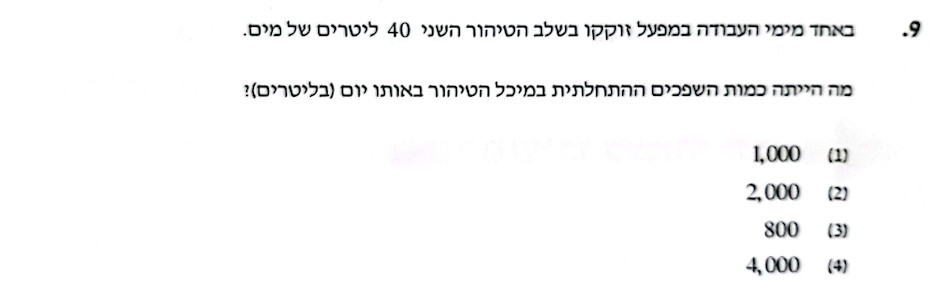 9. באחד מימי העבודה במפעל זוקקו בשלב הטיהור השני 40 ליטרים של מים.
מה הייתה כמות השפכים ההתחלתית במיכל הטיהור באותו יום (בליטרים)?
(1) 1,000
(2) 2,000
(3) 800
(4) 4,000